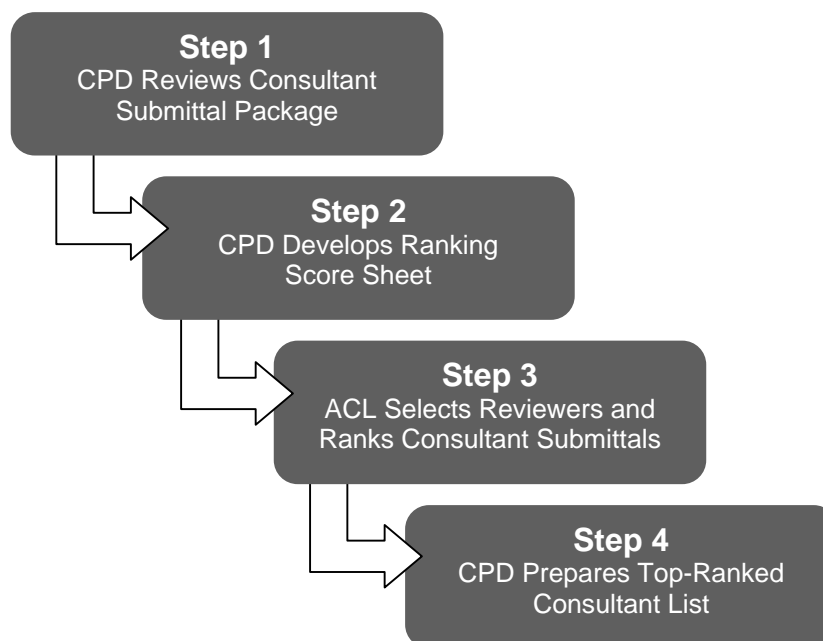 Step 1
CPD Reviews Consultant
Submittal Package
Step 2
CPD Develops Ranking
Score Sheet
Step 3
ACL Selects Reviewers and
Ranks Consultant Submittals
Step 4
CPD Prepares Top-Ranked
Consultant List